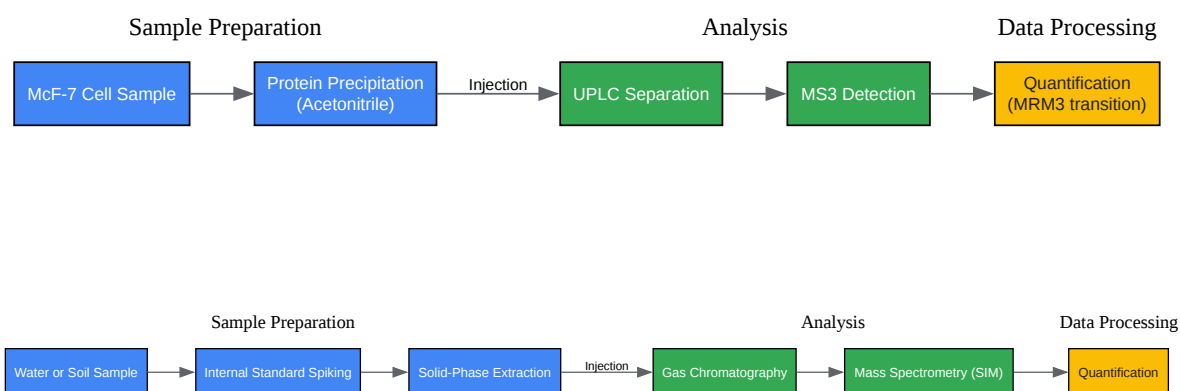 Sample Preparation
Analysis
Data Processing
McF-7 Cell Sample
Protein Precipitation
(Acetonitrile)
Injection
UPLC Separation
MS3 Detection
Quantification
(MRM3 transition)
Sample Preparation
Analysis
Data Processing
Water or Soil Sample
Internal Standard Spiking
Solid-Phase Extraction
Injection
Gas Chromatography
Mass Spectrometry (SIM)
Quantification